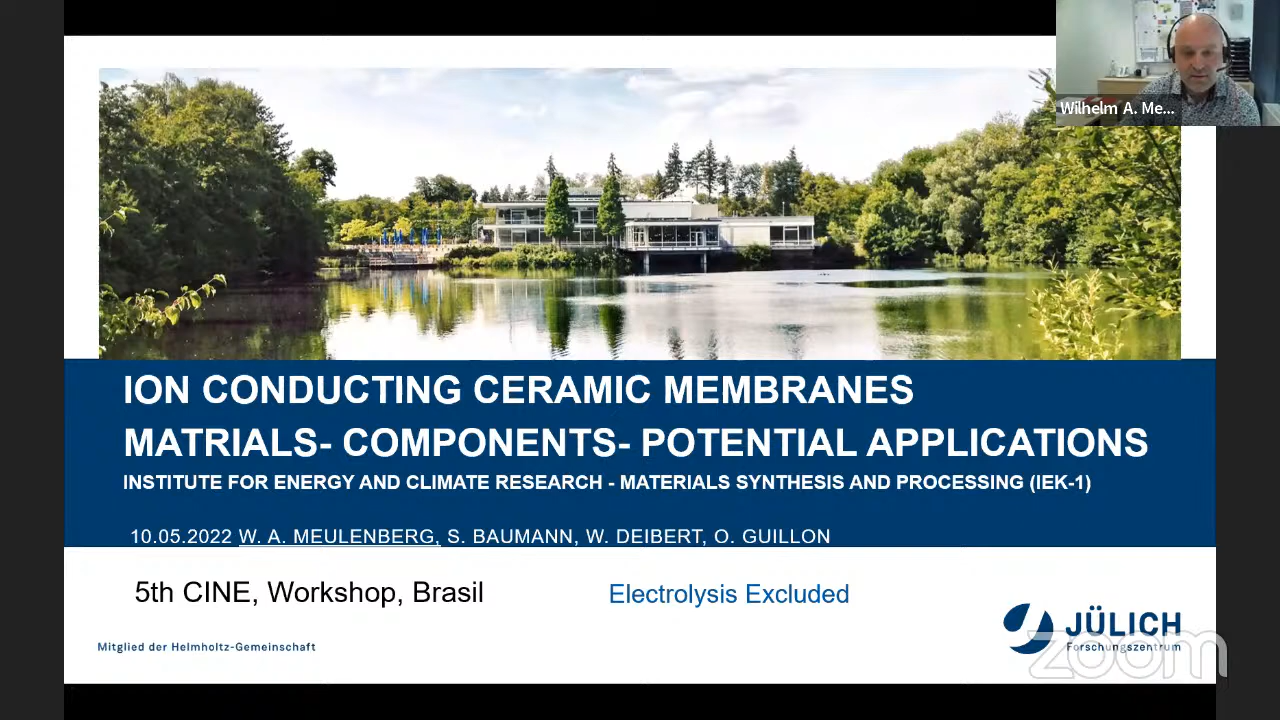 Wilhelm A. Me...
ION CONDUCTING CERAMIC MEMBRANES
MATRIALS- COMPONENTS- POTENTIAL APPLICATIONS
INSTITUTE FOR ENERGY AND CLIMATE RESEARCH - MATERIALS SYNTHESIS AND PROCESSING (IEK-1)
10.05.2022 W. A. MEULENBERG, S. BAUMANN, W. DEIBERT, O. GUILLON
5th CINE, Workshop, Brasil
Electrolysis Excluded
Mitglied der Helmholtz-Gemeinschaft
JÜLICH
Forschungszentrum
zoom